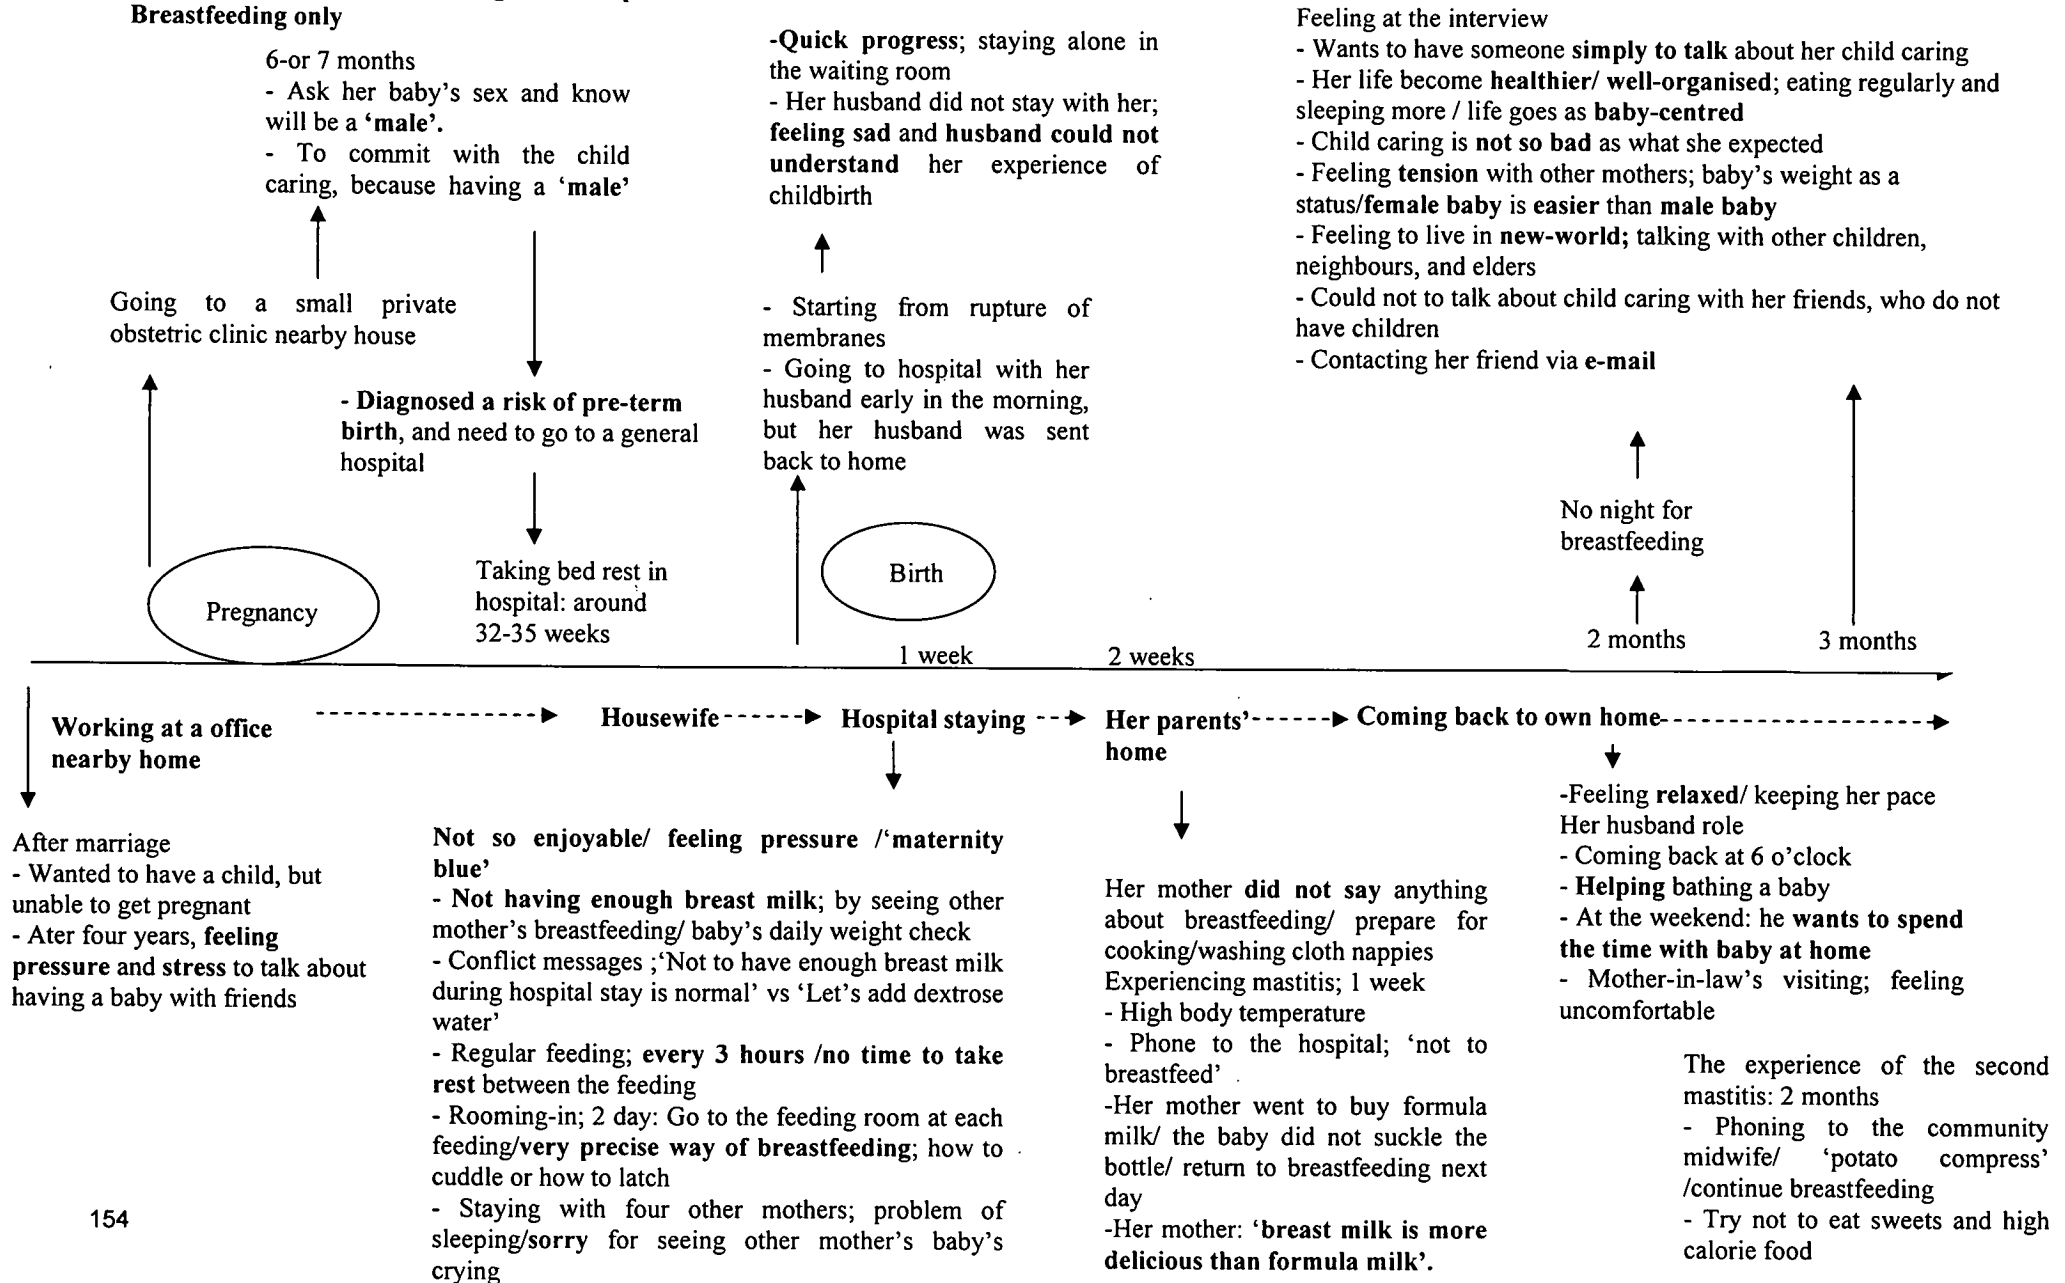 Breastfeeding only
6-or 7 months
- Ask her baby's sex and know
will be a 'male'.
- To commit with the child
caring, because having a 'male'
Going to a small private
obstetric clinic nearby house
- Diagnosed a risk of pre-term
birth, and need to go to a general
hospital
Taking bed rest in
hospital: around
32-35 weeks
Pregnancy
-Quick progress; staying alone in
the waiting room
- Her husband did not stay with her;
feeling sad and husband could not
understand her experience of
childbirth
- Starting from rupture of
membranes
- Going to hospital with her
husband early in the morning,
but her husband was sent
back to home
Birth
Feeling at the interview
- Wants to have someone simply to talk about her child caring
- Her life become healthier/ well-organised; eating regularly and
sleeping more / life goes as baby-centred
- Child caring is not so bad as what she expected
- Feeling tension with other mothers; baby's weight as a
status/female baby is easier than male baby
- Feeling to live in new-world; talking with other children,
neighbours, and elders
- Could not to talk about child caring with her friends, who do not
have children
- Contacting her friend via e-mail
No night for
breastfeeding
1 week
2 weeks
2 months
3 months
Working at a office
nearby home
Housewife
Hospital staying
Her parents'
home
Coming back to own home
After marriage
- Wanted to have a child, but
unable to get pregnant
- Ater four years, feeling
pressure and stress to talk about
having a baby with friends
Not so enjoyable/ feeling pressure /'maternity
blue'
- Not having enough breast milk; by seeing other
mother's breastfeeding/ baby's daily weight check
- Conflict messages ;'Not to have enough breast milk
during hospital stay is normal' vs 'Let's add dextrose
water'
- Regular feeding; every 3 hours /no time to take
rest between the feeding
- Rooming-in; 2 day: Go to the feeding room at each
feeding/very precise way of breastfeeding; how to
cuddle or how to latch
- Staying with four other mothers; problem of
sleeping/sorry for seeing other mother's baby's
crying
Her mother did not say anything
about breastfeeding/ prepare for
cooking/washing cloth nappies
Experiencing mastitis; 1 week
- High body temperature
- Phone to the hospital; 'not to
breastfeed'
-Her mother went to buy formula
milk/ the baby did not suckle the
bottle/ return to breastfeeding next
day
-Her mother: 'breast milk is more
delicious than formula milk'.
-Feeling relaxed/ keeping her pace
Her husband role
- Coming back at 6 o'clock
- Helping bathing a baby
- At the weekend: he wants to spend
the time with baby at home
- Mother-in-law's visiting; feeling
uncomfortable
The experience of the second
mastitis: 2 months
- Phoning to the community
midwife/ 'potato compress'
/continue breastfeeding
- Try not to eat sweets and high
calorie food
154